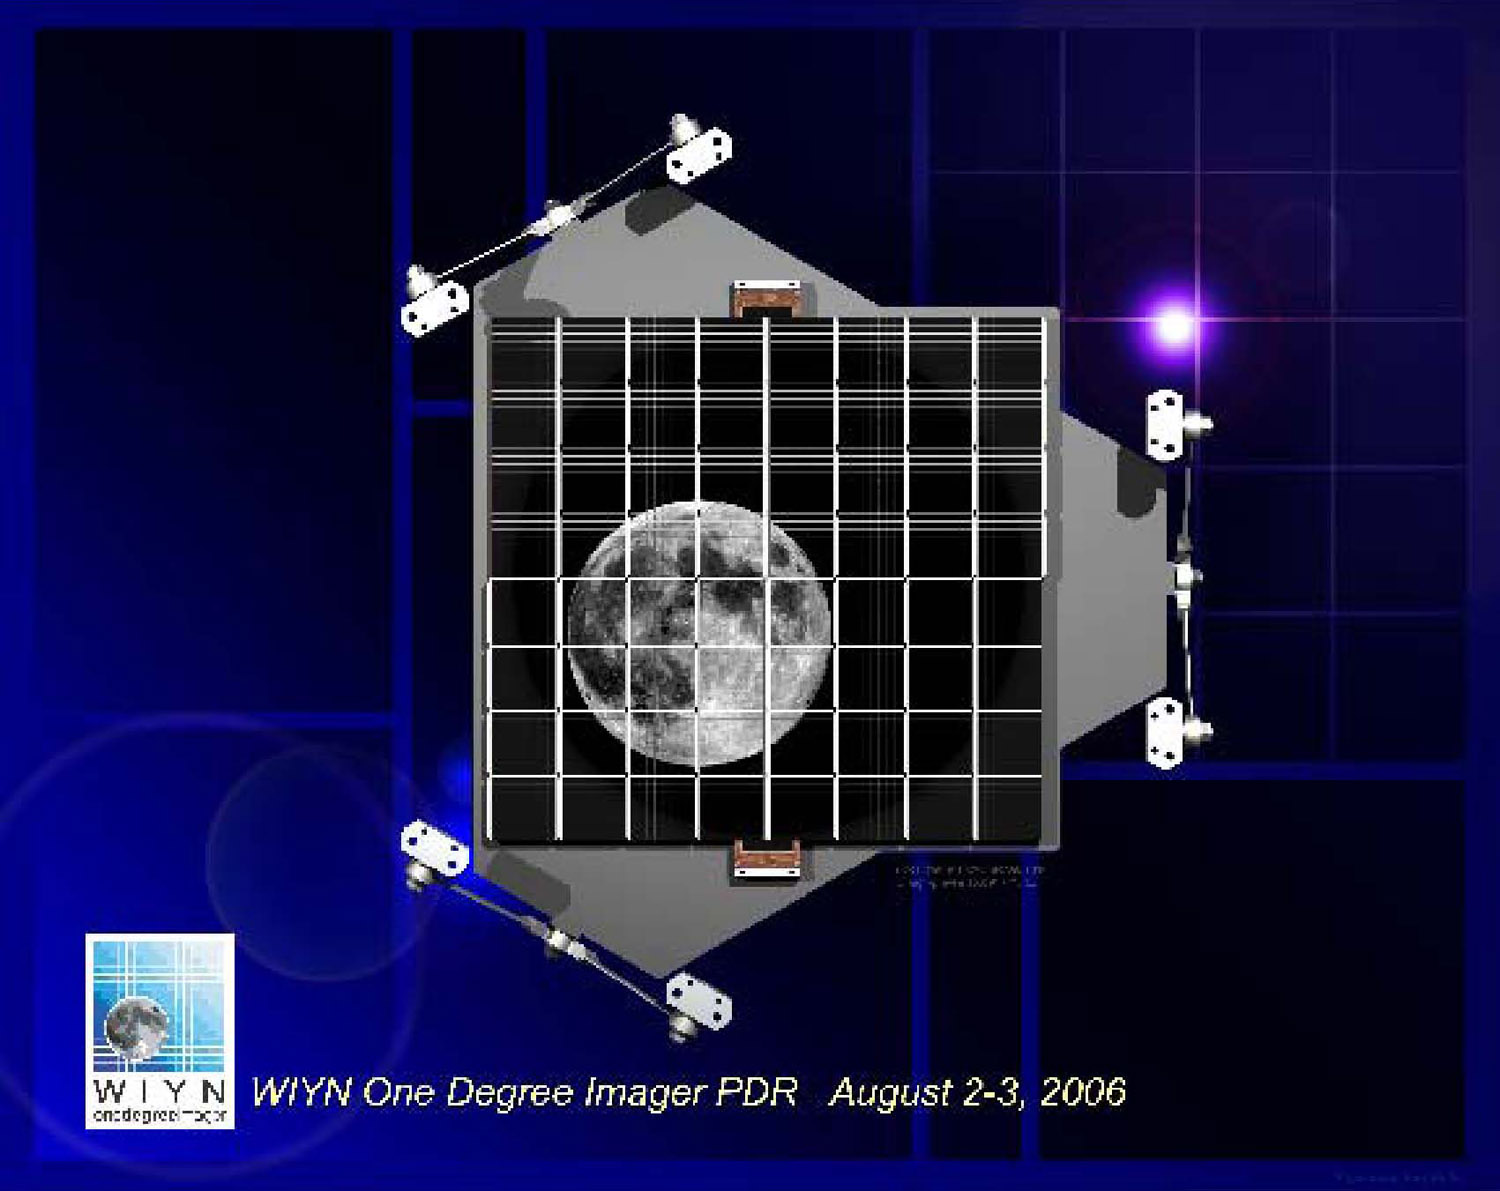 WIYN
onedegreeimager
WIYN One Degree Imager PDR August 2-3, 2006